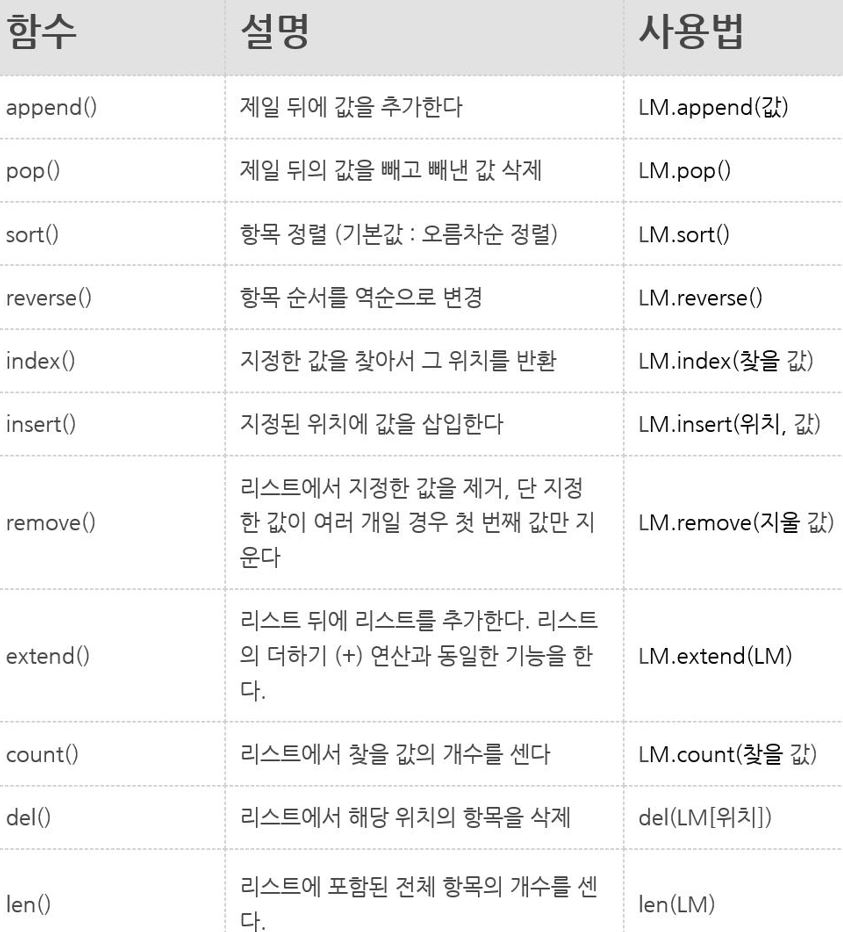 함수 설명 사용법
append() 제일 뒤에 값을 추가한다 LM.append(값)
pop() 제일 뒤의 값을 빼고 빼낸 값 삭제 LM.pop()
sort() 항목 정렬 (기본값 : 오름차순 정렬) LM.sort()
reverse() 항목 순서를 역순으로 변경 LM.reverse()
index() 지정한 값을 찾아서 그 위치를 반환 LM.index(찾을 값)
insert() 지정된 위치에 값을 삽입한다 LM.insert(위치, 값)
리스트에서 지정한 값을 제거, 단 지정
remove() 한 값이 여러 개일 경우 첫 번째 값만 지 LM.remove(지울 값)
운다
리스트 뒤에 리스트를 추가한다. 리스트
extend() 의 더하기 (+) 연산과 동일한 기능을 한 LM.extend(LM)
다.
count() 리스트에서 찾을 값의 개수를 센다 LM.count(찾을 값)
del() 리스트에서 해당 위치의 항목을 삭제 del(LM[위치])
리스트에 포함된 전체 항목의 개수를 센
len() len(LM)
다.